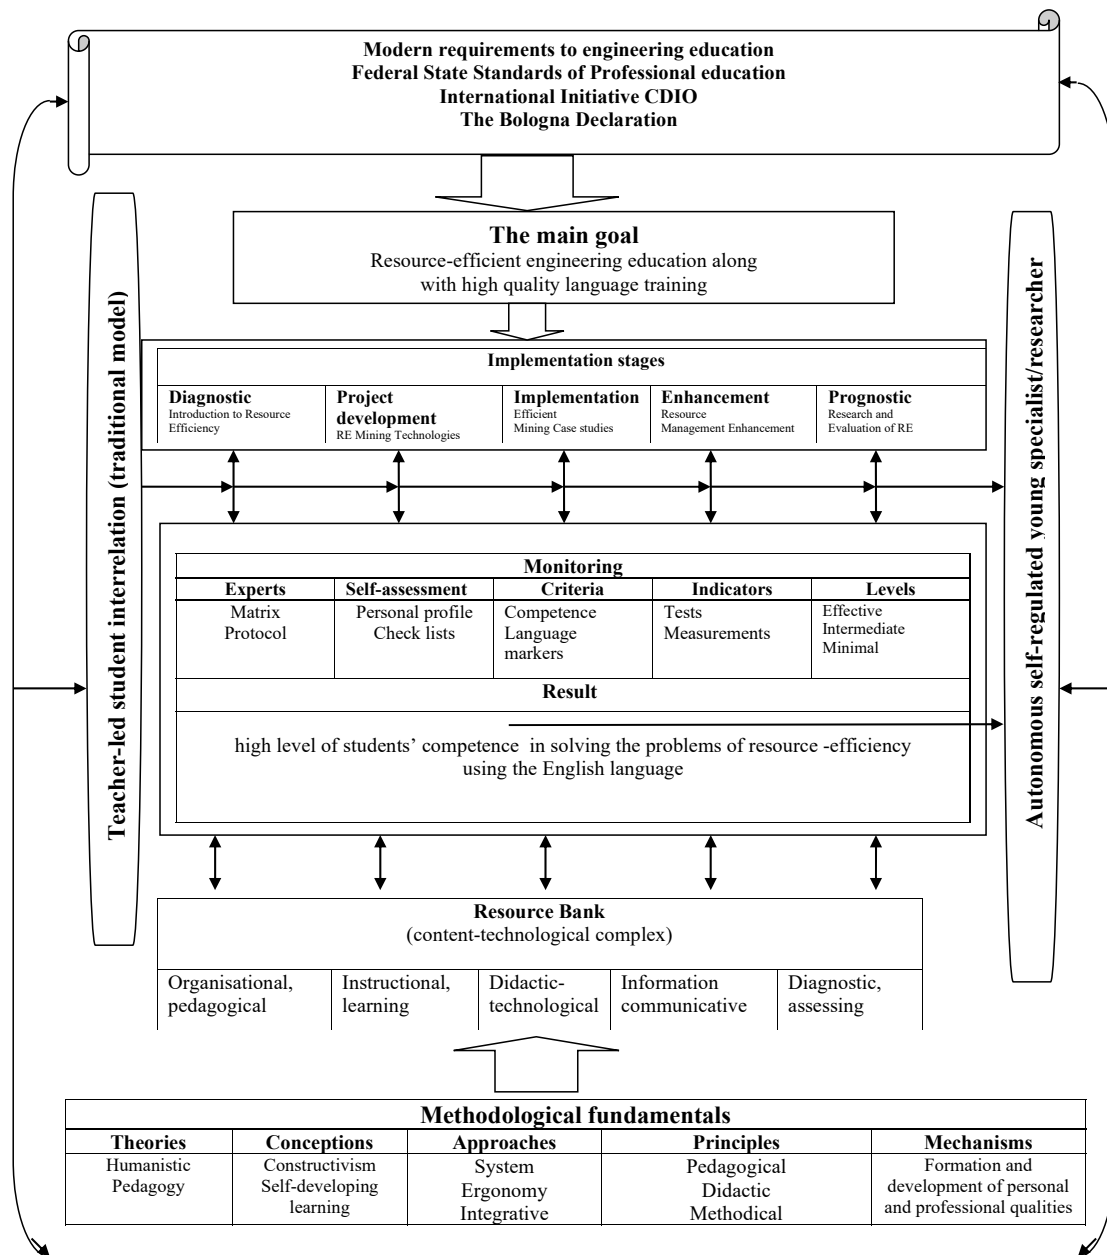 Modern requirements to engineering education
Federal State Standards of Professional education
International Initiative CDIO
The Bologna Declaration
The main goal
Resource-efficient engineering education along
with high quality language training
Teacher-led student interrelation (traditional model)
Autonomous self-regulated young specialist/researcher
Implementation stages
Diagnostic
Introduction to Resource
Efficiency
Project
development
RE Mining Technologies
Implementation
Efficient
Mining Case studies
Enhancement
Resource
Management Enhancement
Prognostic
Research and
Evaluation of RE
Monitoring
Experts
Matrix
Protocol
Self-assessment
Personal profile
Check lists
Criteria
Competence
Language
markers
Indicators
Tests
Measurements
Levels
Effective
Intermediate
Minimal
Result
high level of students’ competence in solving the problems of resource -efficiency
using the English language
Resource Bank
(content-technological complex)
Organisational,
pedagogical
Instructional,
learning
Didactic-
technological
Information
communicative
Diagnostic,
assessing
Methodological fundamentals
Theories
Humanistic
Pedagogy
Conceptions
Constructivism
Self-developing
learning
Approaches
System
Ergonomy
Integrative
Principles
Pedagogical
Didactic
Methodical
Mechanisms
Formation and
development of personal
and professional qualities